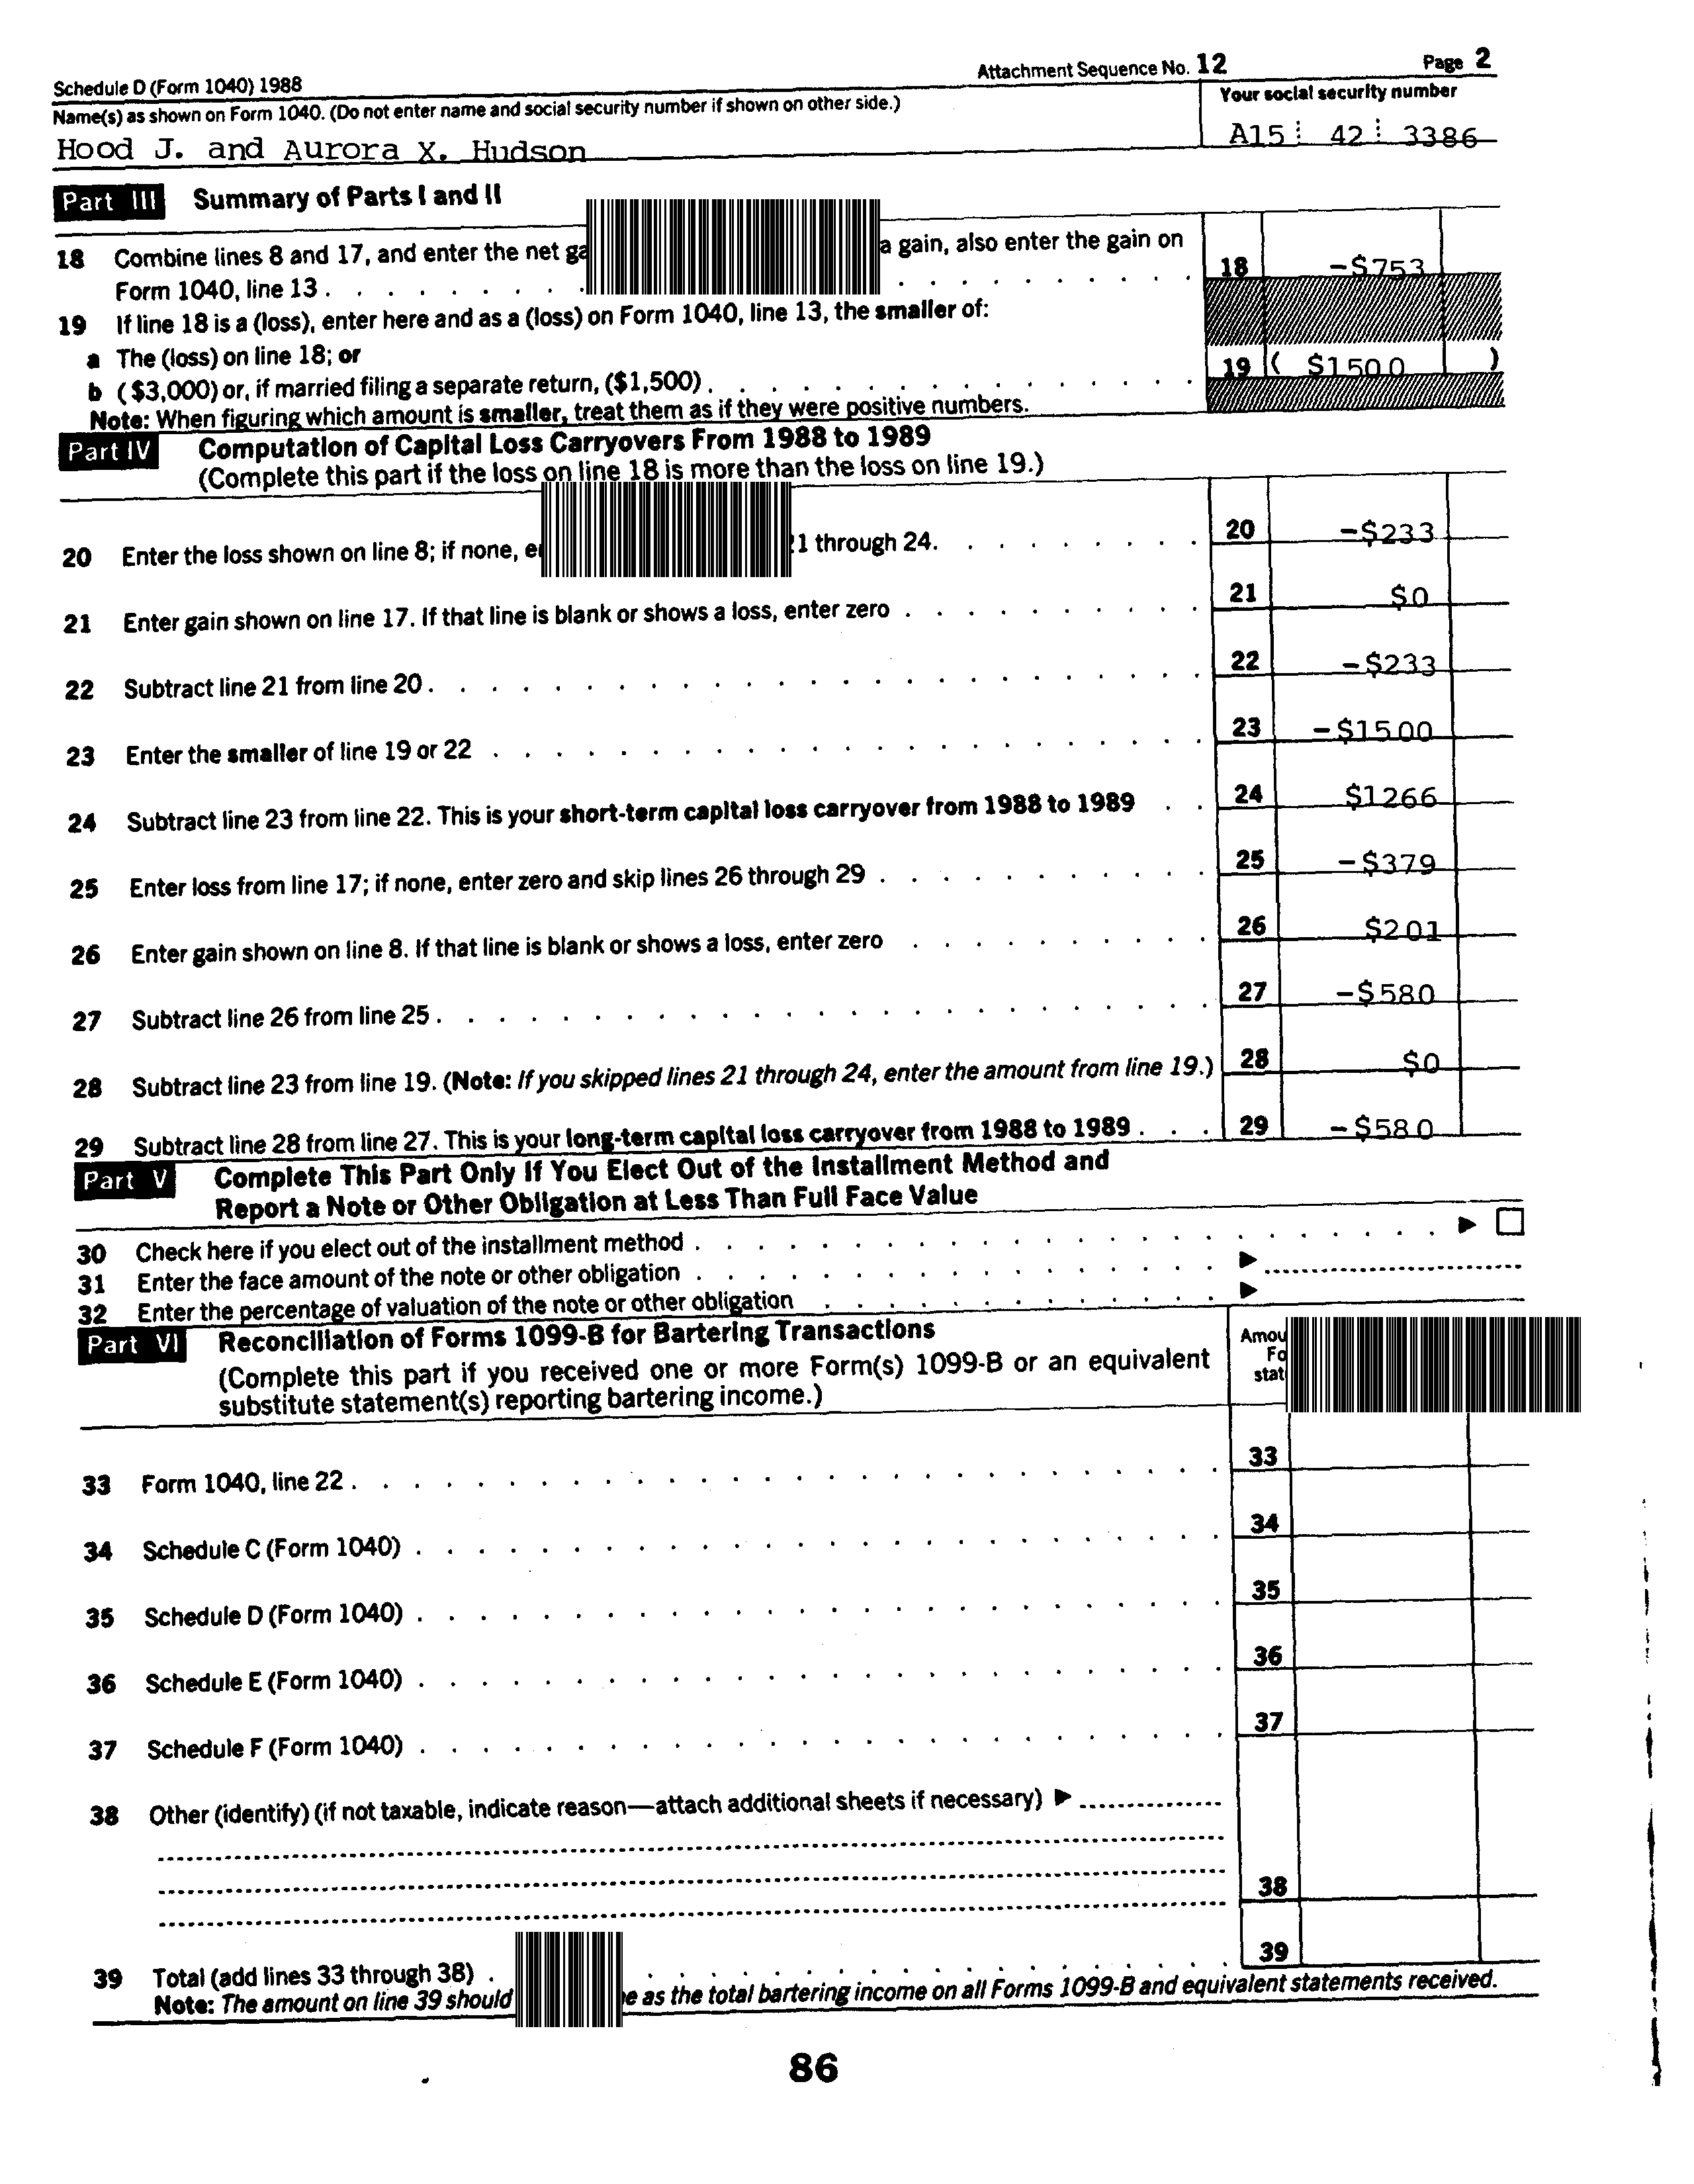 Schedule D (Form 1040) 1988 Attachment Sequence No. 12 Page 2
Name(s) as shown on Form 1040. (Do not enter name and social security number if shown on other side.) Your social security number
Hood J. and Aurora X. Hudson A15 42 3386
Part III Summary of Parts I and II
18 Combine lines 8 and 17, and enter the net a gain, also enter the gain on
Form 1040, line 13 . . . . . . . . . 18 -$753
19 If line 18 is a (loss), enter here and as a (loss) on Form 1040, line 13, the smaller of:
a The (loss) on line 18; or
b ($3,000) or, if married filing a separate return, ($1,500) . . . . . . . . . 19 ( $1500 )
Note: When figuring which amount is smaller, treat them as if they were positive numbers.
Part IV Computation of Capital Loss Carryovers From 1988 to 1989
(Complete this part if the loss on line 18 is more than the loss on line 19.)
20 Enter the loss shown on line 8; if none, 1 through 24. . . . . . . . . 20 -$233
21 Enter gain shown on line 17. If that line is blank or shows a loss, enter zero . . . . . . . . . 21 $0
22 Subtract line 21 from line 20 . . . . . . . . . 22 -$233
23 Enter the smaller of line 19 or 22 . . . . . . . . . 23 -$1500
24 Subtract line 23 from line 22. This is your short-term capital loss carryover from 1988 to 1989 . . 24 $1266
25 Enter loss from line 17; if none, enter zero and skip lines 26 through 29 . . . . . . . . . 25 -$379
26 Enter gain shown on line 8. If that line is blank or shows a loss, enter zero . . . . . . . . . 26 $201
27 Subtract line 26 from line 25 . . . . . . . . . 27 -$580
28 Subtract line 23 from line 19. (Note: If you skipped lines 21 through 24, enter the amount from line 19.) 28 $0
29 Subtract line 28 from line 27. This is your long-term capital loss carryover from 1988 to 1989 . . . 29 -$580
Part V Complete This Part Only If You Elect Out of the Installment Method and
Report a Note or Other Obligation at Less Than Full Face Value
30 Check here if you elect out of the installment method . . . . . . . . . ► □
31 Enter the face amount of the note or other obligation . . . . . . . . . ►
32 Enter the percentage of valuation of the note or other obligation . . . . . . . . . ►
Part VI Reconciliation of Forms 1099-B for Bartering Transactions
(Complete this part if you received one or more Form(s) 1099-B or an equivalent
substitute statement(s) reporting bartering income.)
33 Form 1040, line 22 . . . . . . . . . 33
34 Schedule C (Form 1040) . . . . . . . . . 34
35 Schedule D (Form 1040) . . . . . . . . . 35
36 Schedule E (Form 1040) . . . . . . . . . 36
37 Schedule F (Form 1040) . . . . . . . . . 37
38 Other (identify) (if not taxable, indicate reason—attach additional sheets if necessary) ►
38
39 Total (add lines 33 through 38) . . . . . . . . . 39
Note: The amount on line 39 should as the total bartering income on all Forms 1099-B and equivalent statements received.
86